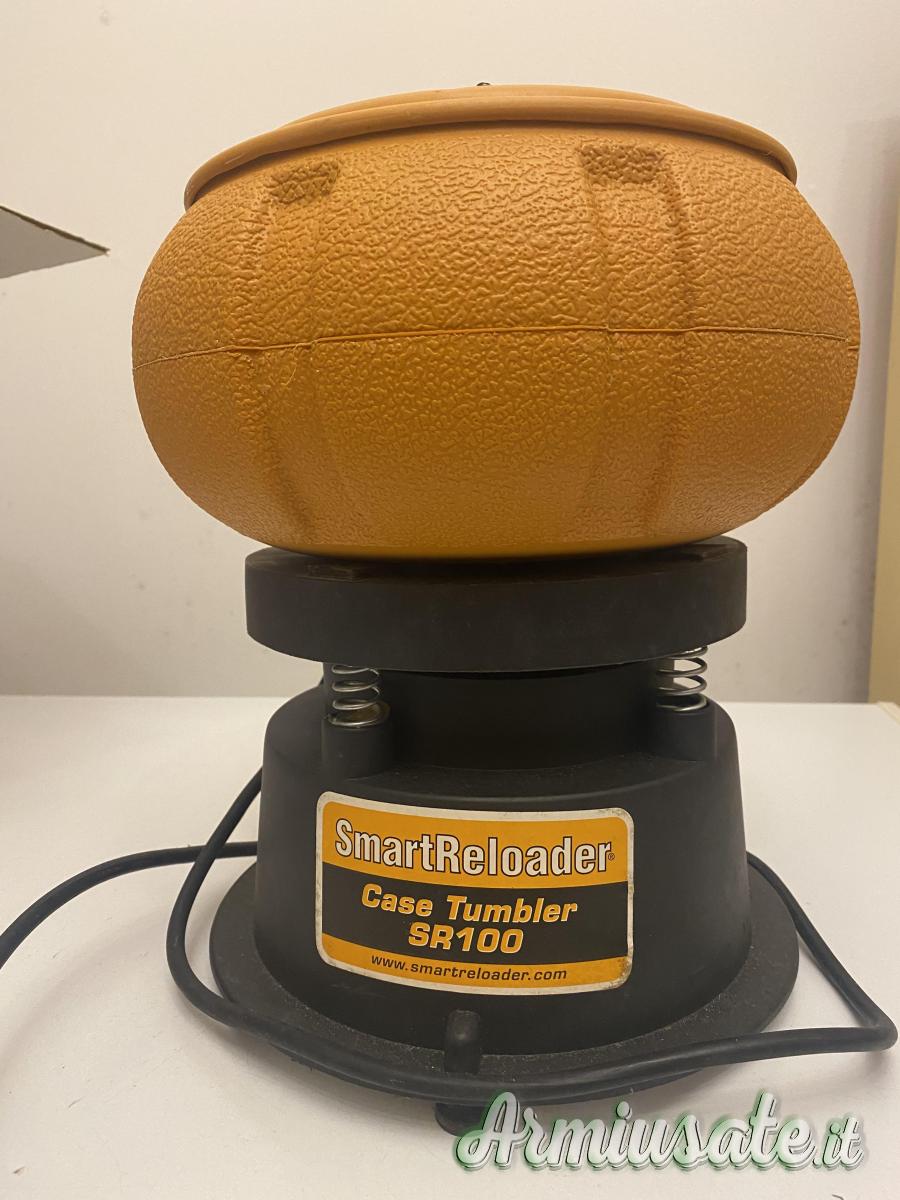 SmartReloader®
Case Tumbler
SR100
www.smartreloader.com
Armiusate.it